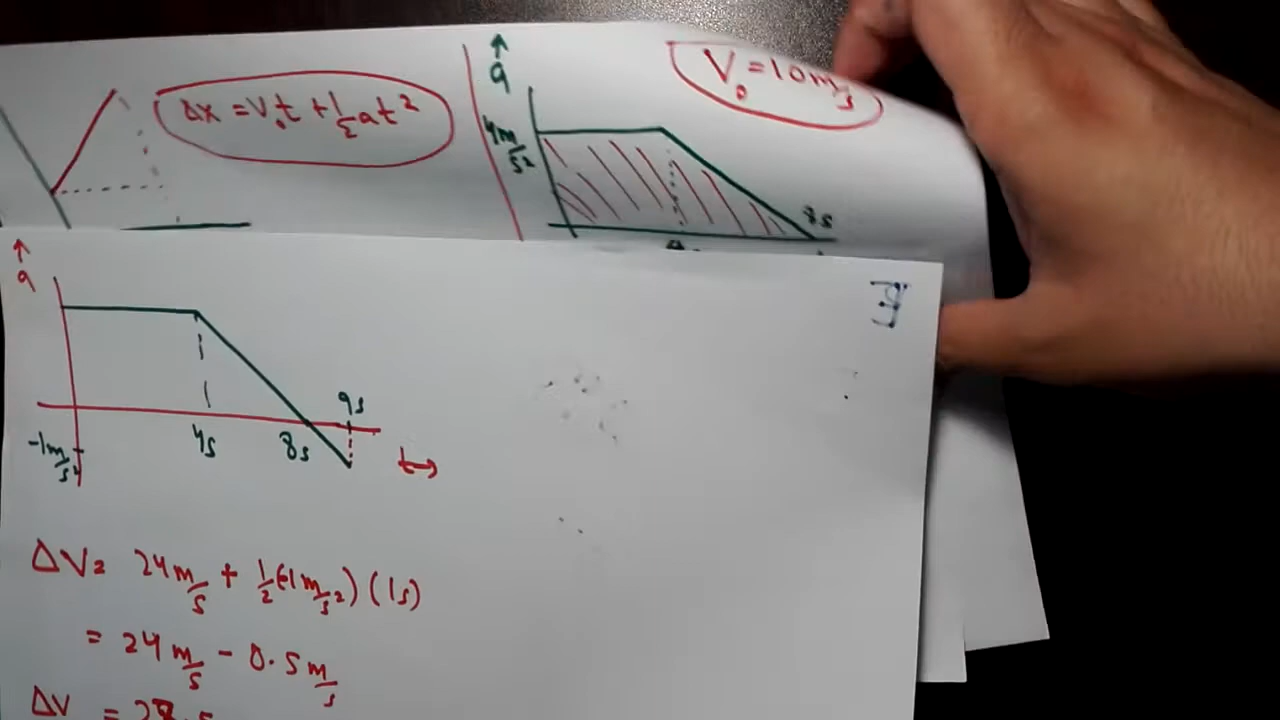 Δx = V₀t + ½at²
a
4m/s²
V₀ = 10m/s
8s
a
-1m/s²
4s
8s
9s
t→
ΔV = 24m/s + ½(-1m/s²)(1s)
= 24m/s - 0.5m/s
ΔV =